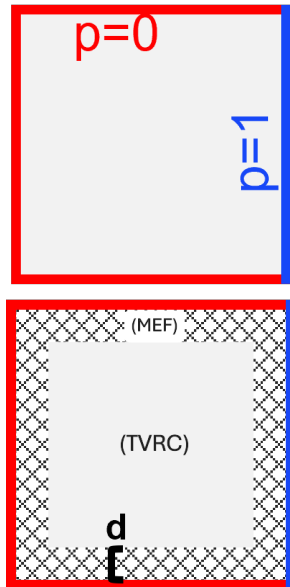 p=0
p=1
(MEF)
(TVRC)
d